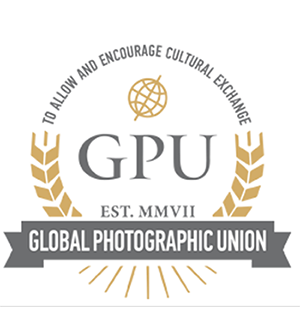 TO ALLOW AND ENCOURAGE CULTURAL EXCHANGE
GPU
EST. MMVII
GLOBAL PHOTOGRAPHIC UNION